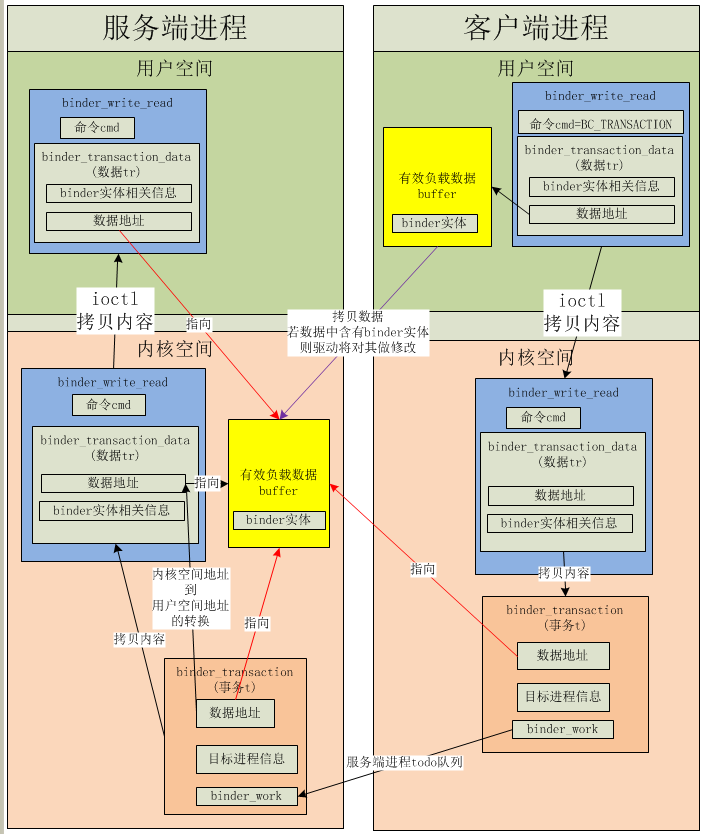 服务端进程
用户空间
binder_write_read
命令cmd
binder_transaction_data
(数据tr)
binder实体相关信息
数据地址
ioctl
拷贝内容
指向
内核空间
binder_write_read
命令cmd
binder_transaction_data
(数据tr)
数据地址
binder实体相关信息
指向
有效负载数据
buffer
binder实体
内核空间地址
到
用户空间地址
的转换
拷贝内容
指向
binder_transaction
(事务t)
数据地址
目标进程信息
binder_work
客户端进程
用户空间
binder_write_read
命令cmd=BC_TRANSACTION
binder_transaction_data
(数据tr)
binder实体相关信息
数据地址
有效负载数据
buffer
binder实体
拷贝数据
若数据中含有binder实体
则驱动将对其做修改
ioctl
拷贝内容
内核空间
binder_write_read
命令cmd
binder_transaction_data
(数据tr)
数据地址
binder实体相关信息
拷贝内容
指向
binder_transaction
(事务t)
数据地址
目标进程信息
binder_work
服务端进程todo队列